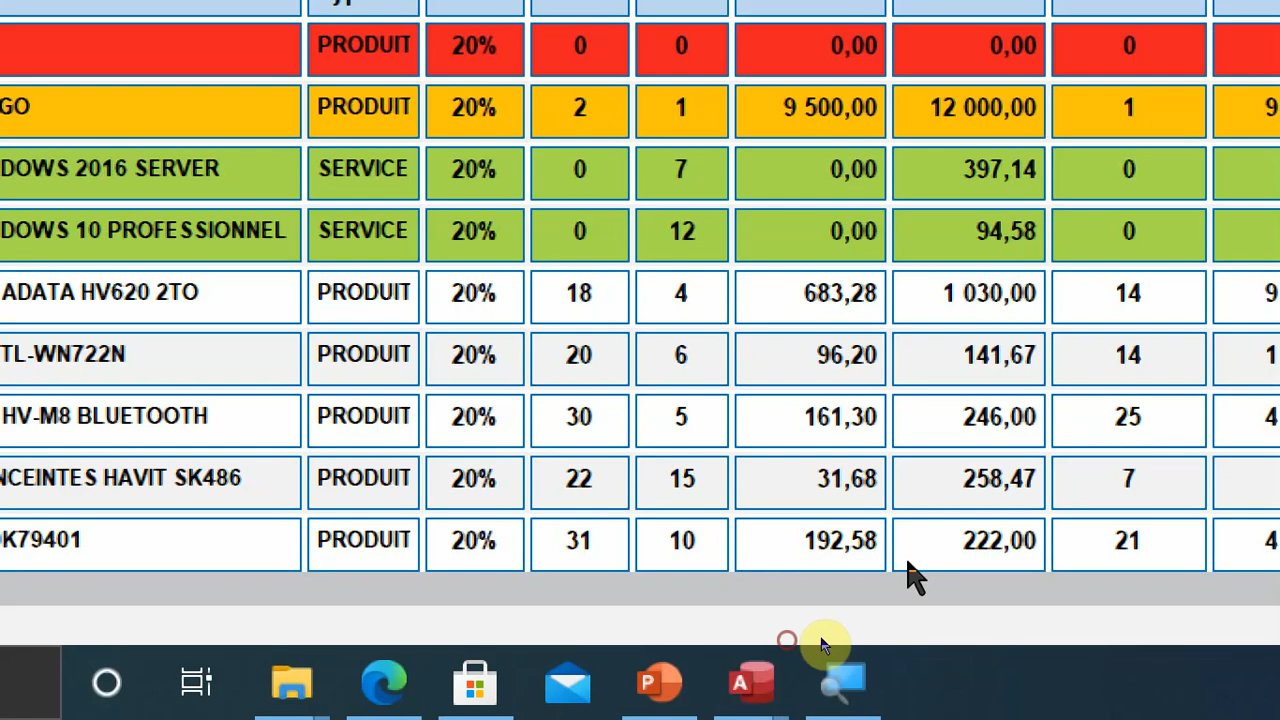 PRODUIT 20% 0 0 0,00 0,00 0
GO PRODUIT 20% 2 1 9 500,00 12 000,00 1 9
DOWS 2016 SERVER SERVICE 20% 0 7 0,00 397,14 0
DOWS 10 PROFESSIONNEL SERVICE 20% 0 12 0,00 94,58 0
ADATA HV620 2TO PRODUIT 20% 18 4 683,28 1 030,00 14 9
TL-WN722N PRODUIT 20% 20 6 96,20 141,67 14 1
HV-M8 BLUETOOTH PRODUIT 20% 30 5 161,30 246,00 25 4
NCEINTES HAVIT SK486 PRODUIT 20% 22 15 31,68 258,47 7
K79401 PRODUIT 20% 31 10 192,58 222,00 21 4
P A